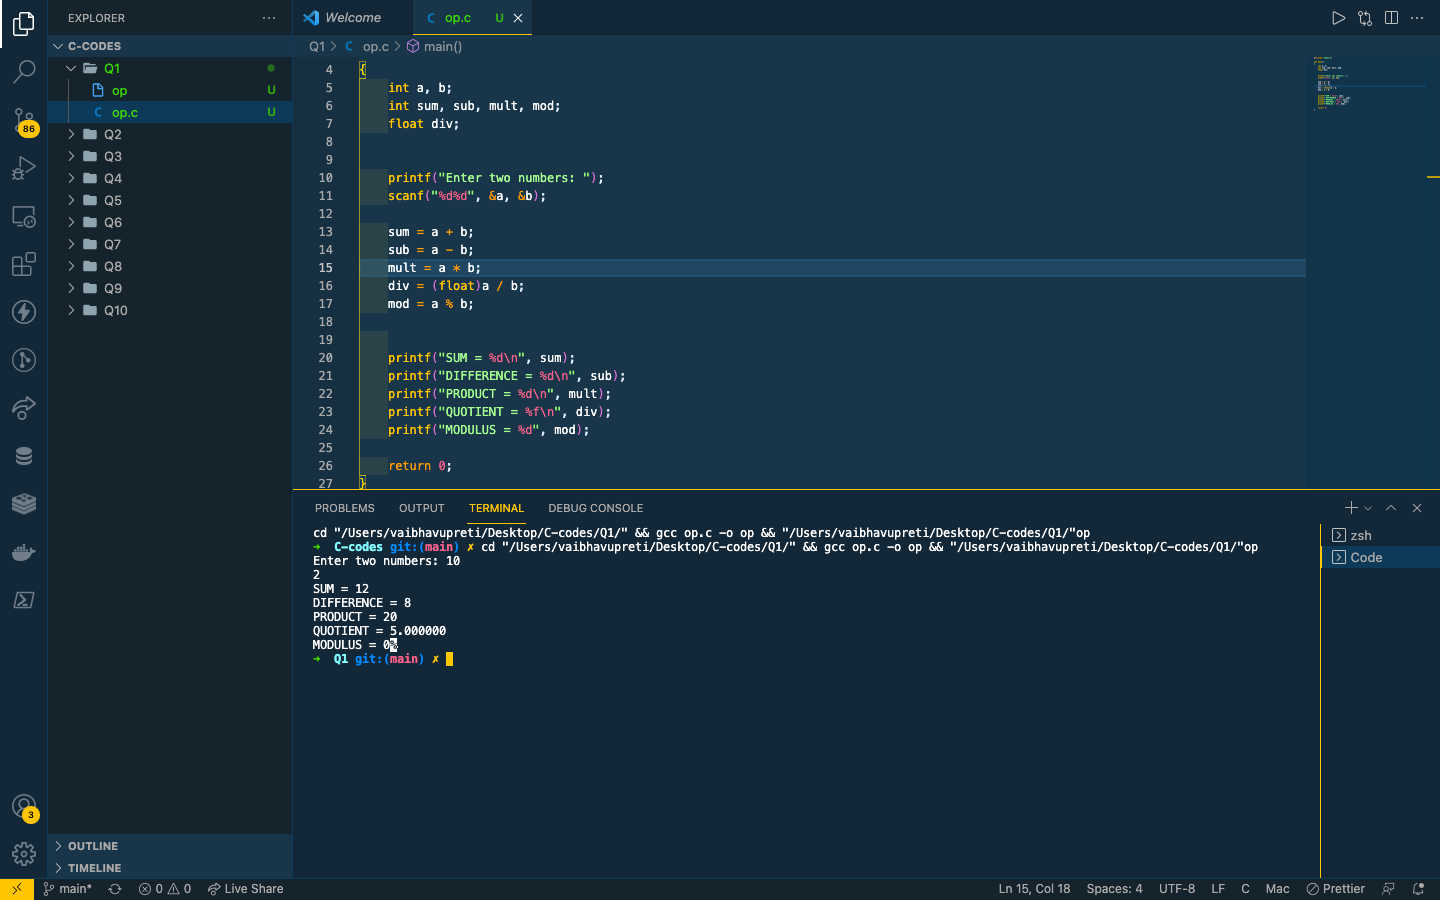 EXPLORER
C-CODES
Q1
op U
op.c U
86
Q2
Q3
Q4
Q5
Q6
Q7
Q8
Q9
Q10
3
OUTLINE
TIMELINE
Welcome
C op.c U
Q1 > C op.c > main()
4 {
5 int a, b;
6 int sum, sub, mult, mod;
7 float div;
8
9
10 printf("Enter two numbers: ");
11 scanf("%d%d", &a, &b);
12
13 sum = a + b;
14 sub = a - b;
15 mult = a * b;
16 div = (float)a / b;
17 mod = a % b;
18
19
20 printf("SUM = %d\n", sum);
21 printf("DIFFERENCE = %d\n", sub);
22 printf("PRODUCT = %d\n", mult);
23 printf("QUOTIENT = %f\n", div);
24 printf("MODULUS = %d", mod);
25
26 return 0;
27 }
PROBLEMS OUTPUT TERMINAL DEBUG CONSOLE
cd "/Users/vaibhavupreti/Desktop/C-codes/Q1/" && gcc op.c -o op && "/Users/vaibhavupreti/Desktop/C-codes/Q1/"op
➜ C-codes git:(main) ✗ cd "/Users/vaibhavupreti/Desktop/C-codes/Q1/" && gcc op.c -o op && "/Users/vaibhavupreti/Desktop/C-codes/Q1/"op
Enter two numbers: 10
2
SUM = 12
DIFFERENCE = 8
PRODUCT = 20
QUOTIENT = 5.000000
MODULUS = 0%
➜ Q1 git:(main) ✗
zsh
Code
main* 0 0 Live Share Ln 15, Col 18 Spaces: 4 UTF-8 LF C Mac Prettier